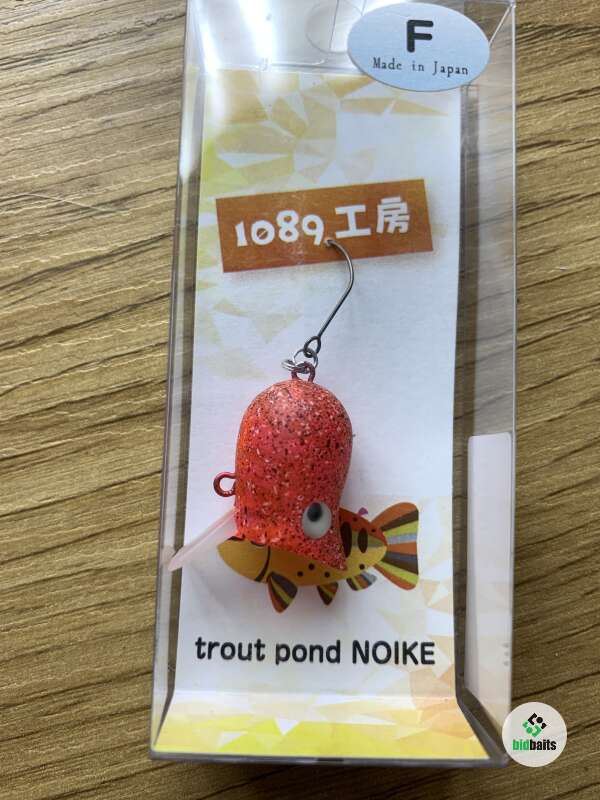 F
Made in Japan
1089工房
trout pond NOIKE
bidbaits